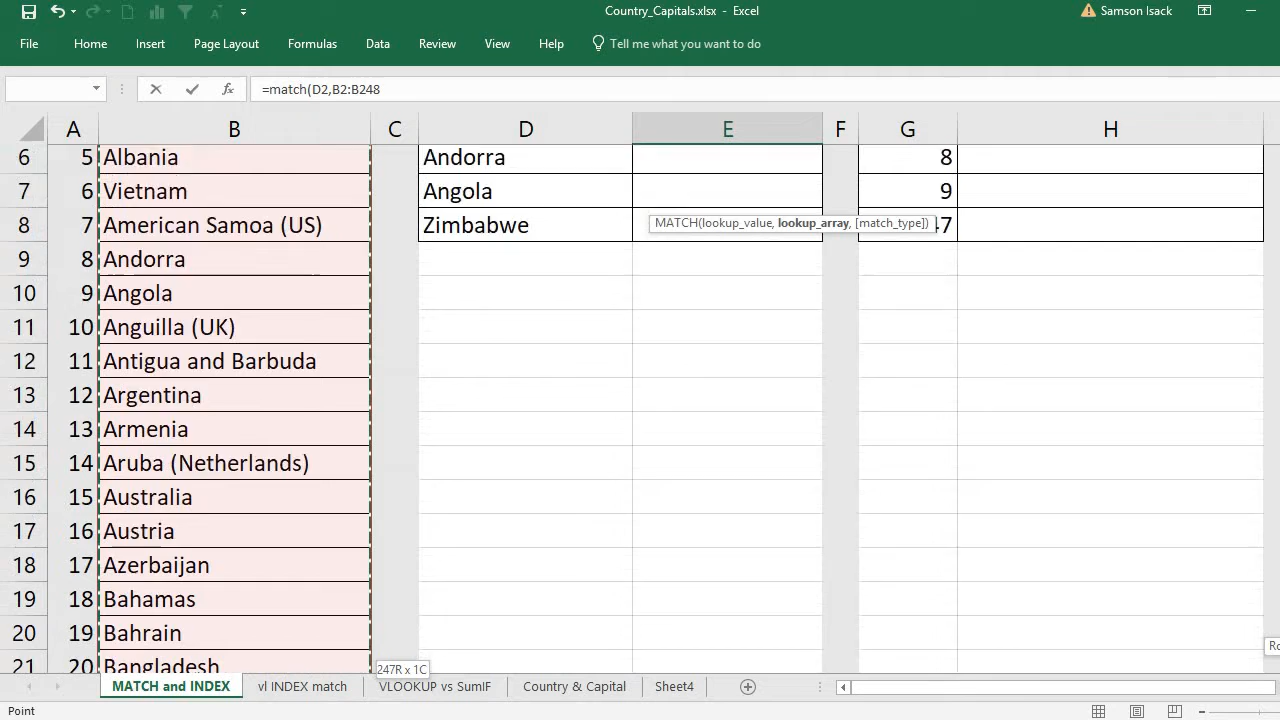 Country_Capitals.xlsx - Excel
Samson Isack
File Home Insert Page Layout Formulas Data Review View Help Tell me what you want to do
fx =match(D2,B2:B248
A B C D E F G H
6 5 Albania Andorra 8
7 6 Vietnam Angola 9
8 7 American Samoa (US) Zimbabwe 7
MATCH(lookup_value, lookup_array, [match_type])
9 8 Andorra
10 9 Angola
11 10 Anguilla (UK)
12 11 Antigua and Barbuda
13 12 Argentina
14 13 Armenia
15 14 Aruba (Netherlands)
16 15 Australia
17 16 Austria
18 17 Azerbaijan
19 18 Bahamas
20 19 Bahrain
21 20 Bangladesh
247R x 1C
MATCH and INDEX vl INDEX match VLOOKUP vs SumIF Country & Capital Sheet4
Point